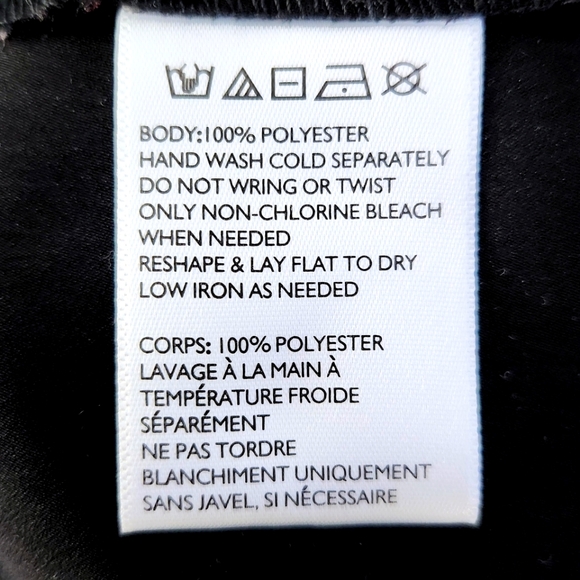 BODY:100% POLYESTER
HAND WASH COLD SEPARATELY
DO NOT WRING OR TWIST
ONLY NON-CHLORINE BLEACH
WHEN NEEDED
RESHAPE & LAY FLAT TO DRY
LOW IRON AS NEEDED
CORPS: 100% POLYESTER
LAVAGE À LA MAIN À
TEMPÉRATURE FROIDE
SÉPARÉMENT
NE PAS TORDRE
BLANCHIMENT UNIQUEMENT
SANS JAVEL, SI NÉCESSAIRE